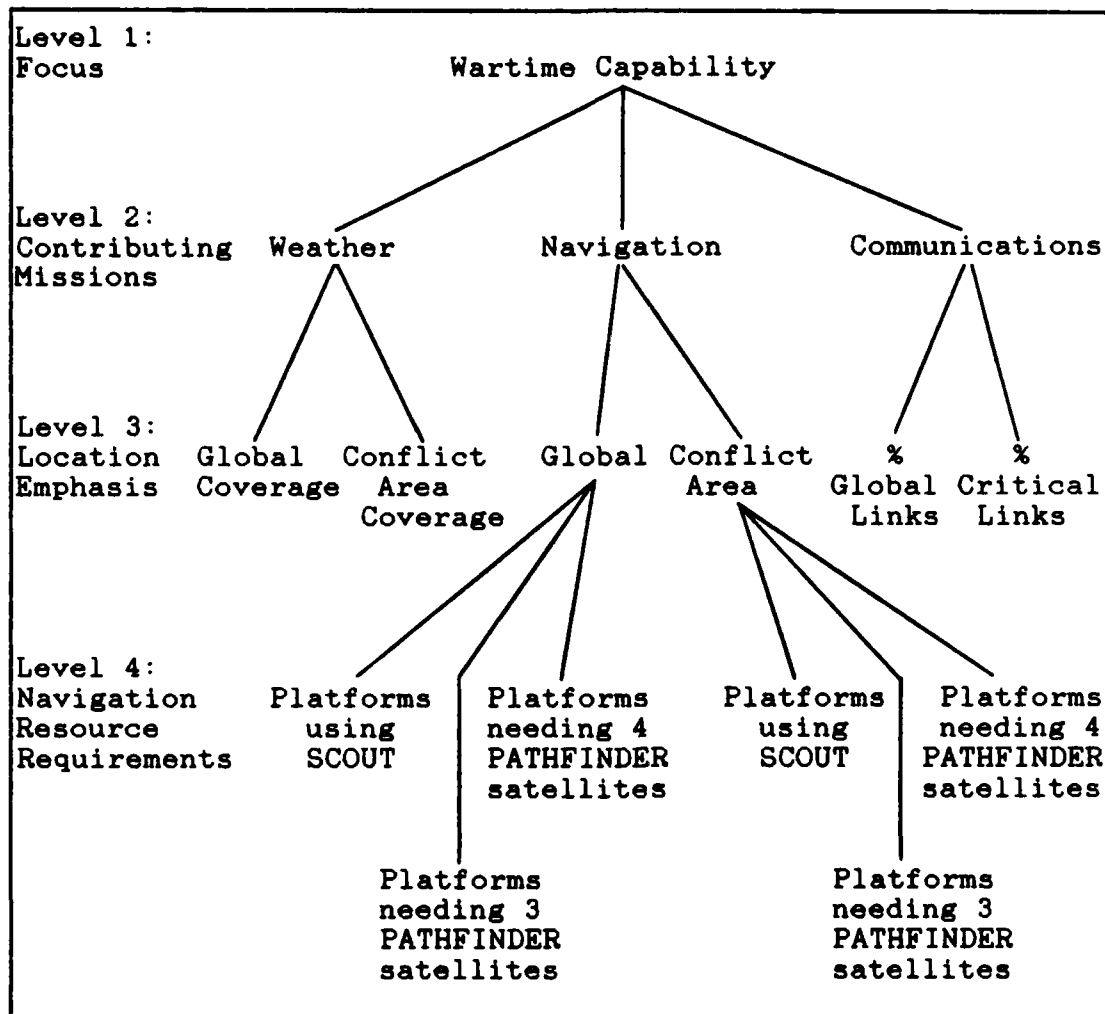 Level 1:
Focus
Wartime Capability
Level 2:
Contributing
Missions
Weather
Navigation
Communications
Level 3:
Location
Emphasis
Global
Coverage
Conflict
Area
Coverage
Global
Conflict
Area
%
Global
Links
%
Critical
Links
Level 4:
Navigation
Resource
Requirements
Platforms
using
SCOUT
Platforms
needing 3
PATHFINDER
satellites
Platforms
needing 4
PATHFINDER
satellites
Platforms
using
SCOUT
Platforms
needing 3
PATHFINDER
satellites
Platforms
needing 4
PATHFINDER
satellites